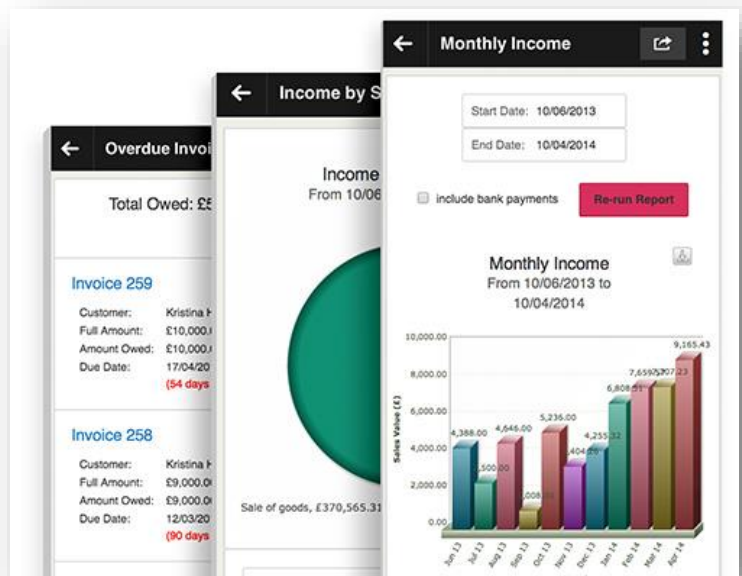 Monthly Income
Start Date: 10/06/2013
End Date: 10/04/2014
include bank payments
Re-run Report
Monthly Income
From 10/06/2013 to
10/04/2014
Sales Value (£)
10,000.00
8,000.00
6,000.00
4,000.00
2,000.00
0.00
4,388.00
4,646.00
5,236.00
4,255.32
9,165.43
Jun 13
Jul 13
Aug 13
Sep 13
Oct 13
Nov 13
Dec 13
Jan 14
Feb 14
Mar 14
Apr 14
Income by S
Income
From 10/06
Sale of goods, £370,565.31
Overdue Invoi
Total Owed: £5
Invoice 259
Customer: Kristina H
Full Amount: £10,000.
Amount Owed: £10,000.
Due Date: 17/04/20
(54 days
Invoice 258
Customer: Kristina H
Full Amount: £9,000.0
Amount Owed: £9,000.0
Due Date: 12/03/20
(90 days